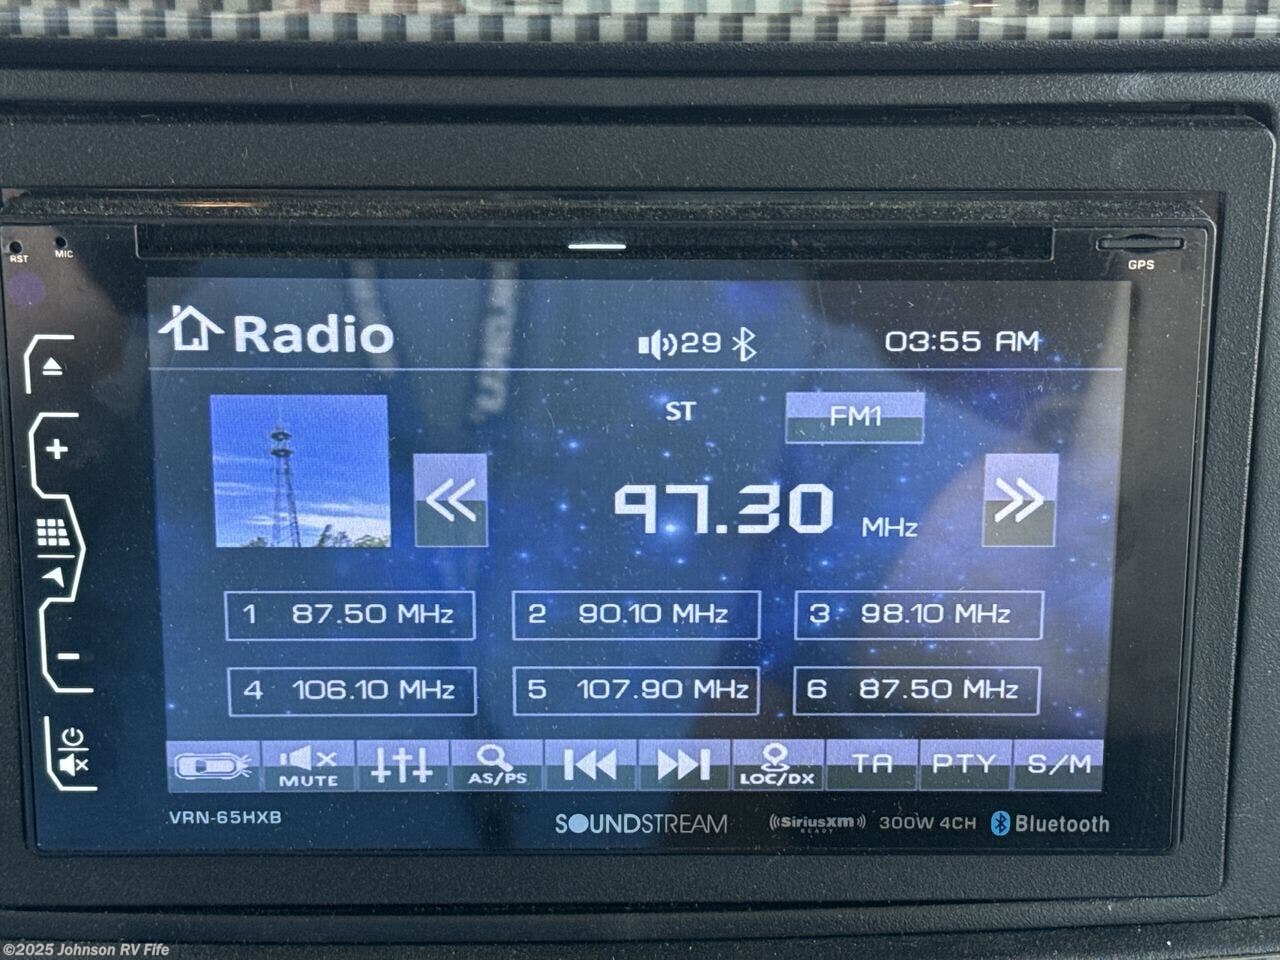 RST
MIC
GPS
Radio
29
03:55 AM
ST
FM1
97.30 MHz
1 87.50 MHz
2 90.10 MHz
3 98.10 MHz
4 106.10 MHz
5 107.90 MHz
6 87.50 MHz
MUTE
AS/PS
LOC/DX
TA
PTY
S/M
VRN-65HXB
SOUNDSTREAM
SiriusXM
READY
300W 4CH
Bluetooth
©2025 Johnson RV Fife